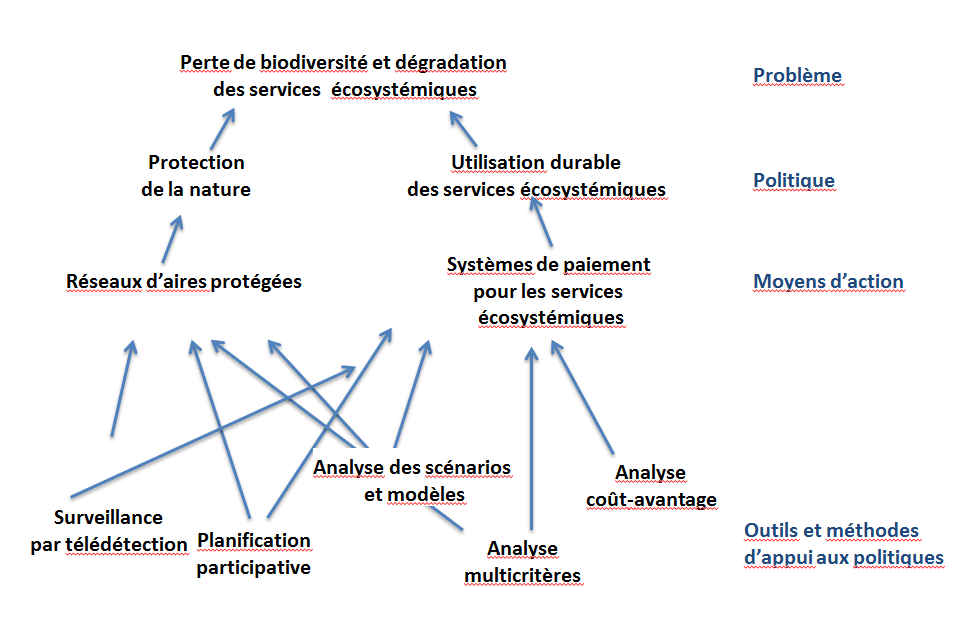 Perte de biodiversité et dégradation
des services écosystémiques
Problème
Protection
de la nature
Utilisation durable
des services écosystémiques
Politique
Réseaux d'aires protégées
Systèmes de paiement
pour les services
écosystémiques
Moyens d'action
Analyse des scénarios
et modèles
Analyse
coût-avantage
Surveillance
par télédétection
Planification
participative
Analyse
multicritères
Outils et méthodes
d'appui aux politiques